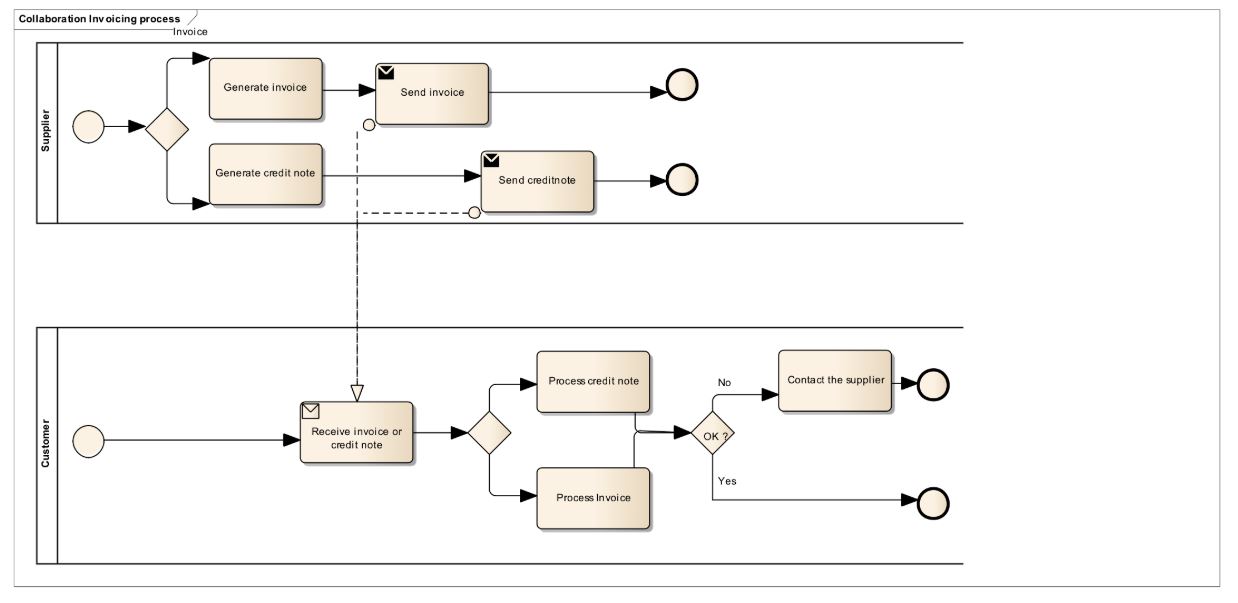 Collaboration Invoicing process
Invoice
Supplier
Generate invoice
Send invoice
Generate credit note
Send creditnote
Customer
Receive invoice or
credit note
Process credit note
Process Invoice
OK ?
No
Yes
Contact the supplier